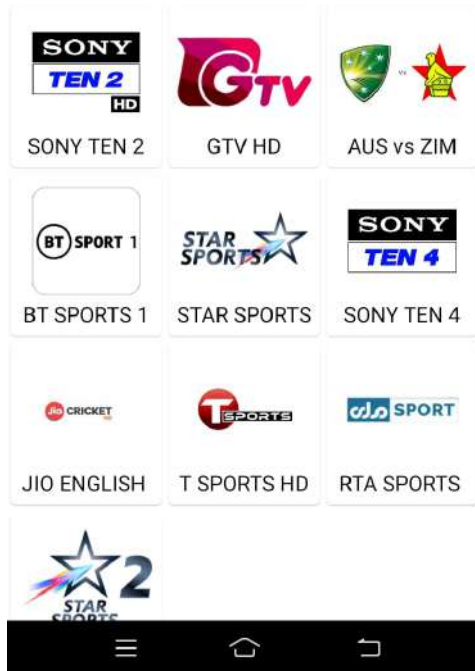 SONY
TEN 2
HD
SONY TEN 2
GTV
GTV HD
vs
AUS vs ZIM
BT SPORT 1
BT SPORTS 1
STAR
SPORTS
STAR SPORTS
SONY
TEN 4
SONY TEN 4
Jio CRICKET
JIO ENGLISH
T SPORTS
T SPORTS HD
SPORT
RTA SPORTS
2
STAR
SPORTS